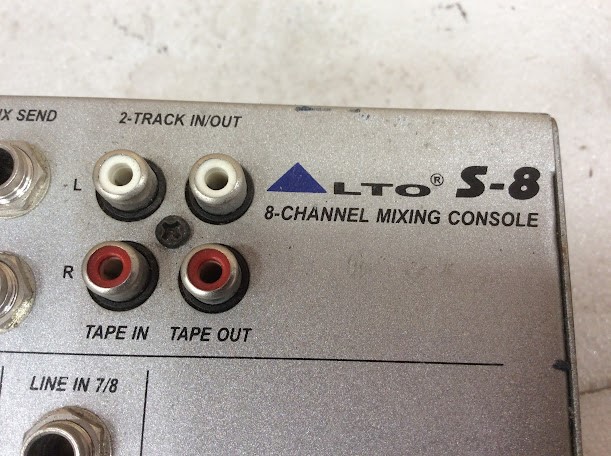 X SEND
2-TRACK IN/OUT
L
ALTO® S-8
8-CHANNEL MIXING CONSOLE
R
TAPE IN TAPE OUT
LINE IN 7/8